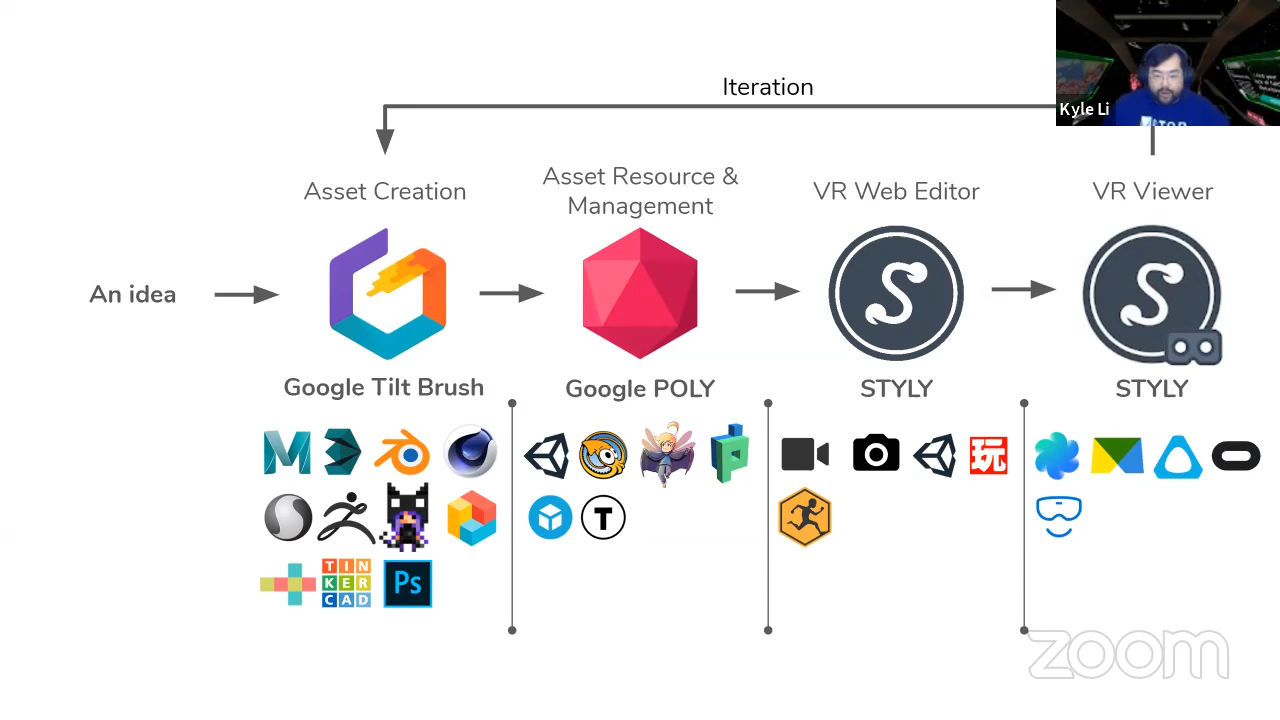 Iteration
Kyle Li
Asset Creation
Asset Resource &
Management
VR Web Editor
VR Viewer
An idea
Google Tilt Brush
Google POLY
STYLY
STYLY
玩
T
TIN
KER
CAD
Ps
zoom